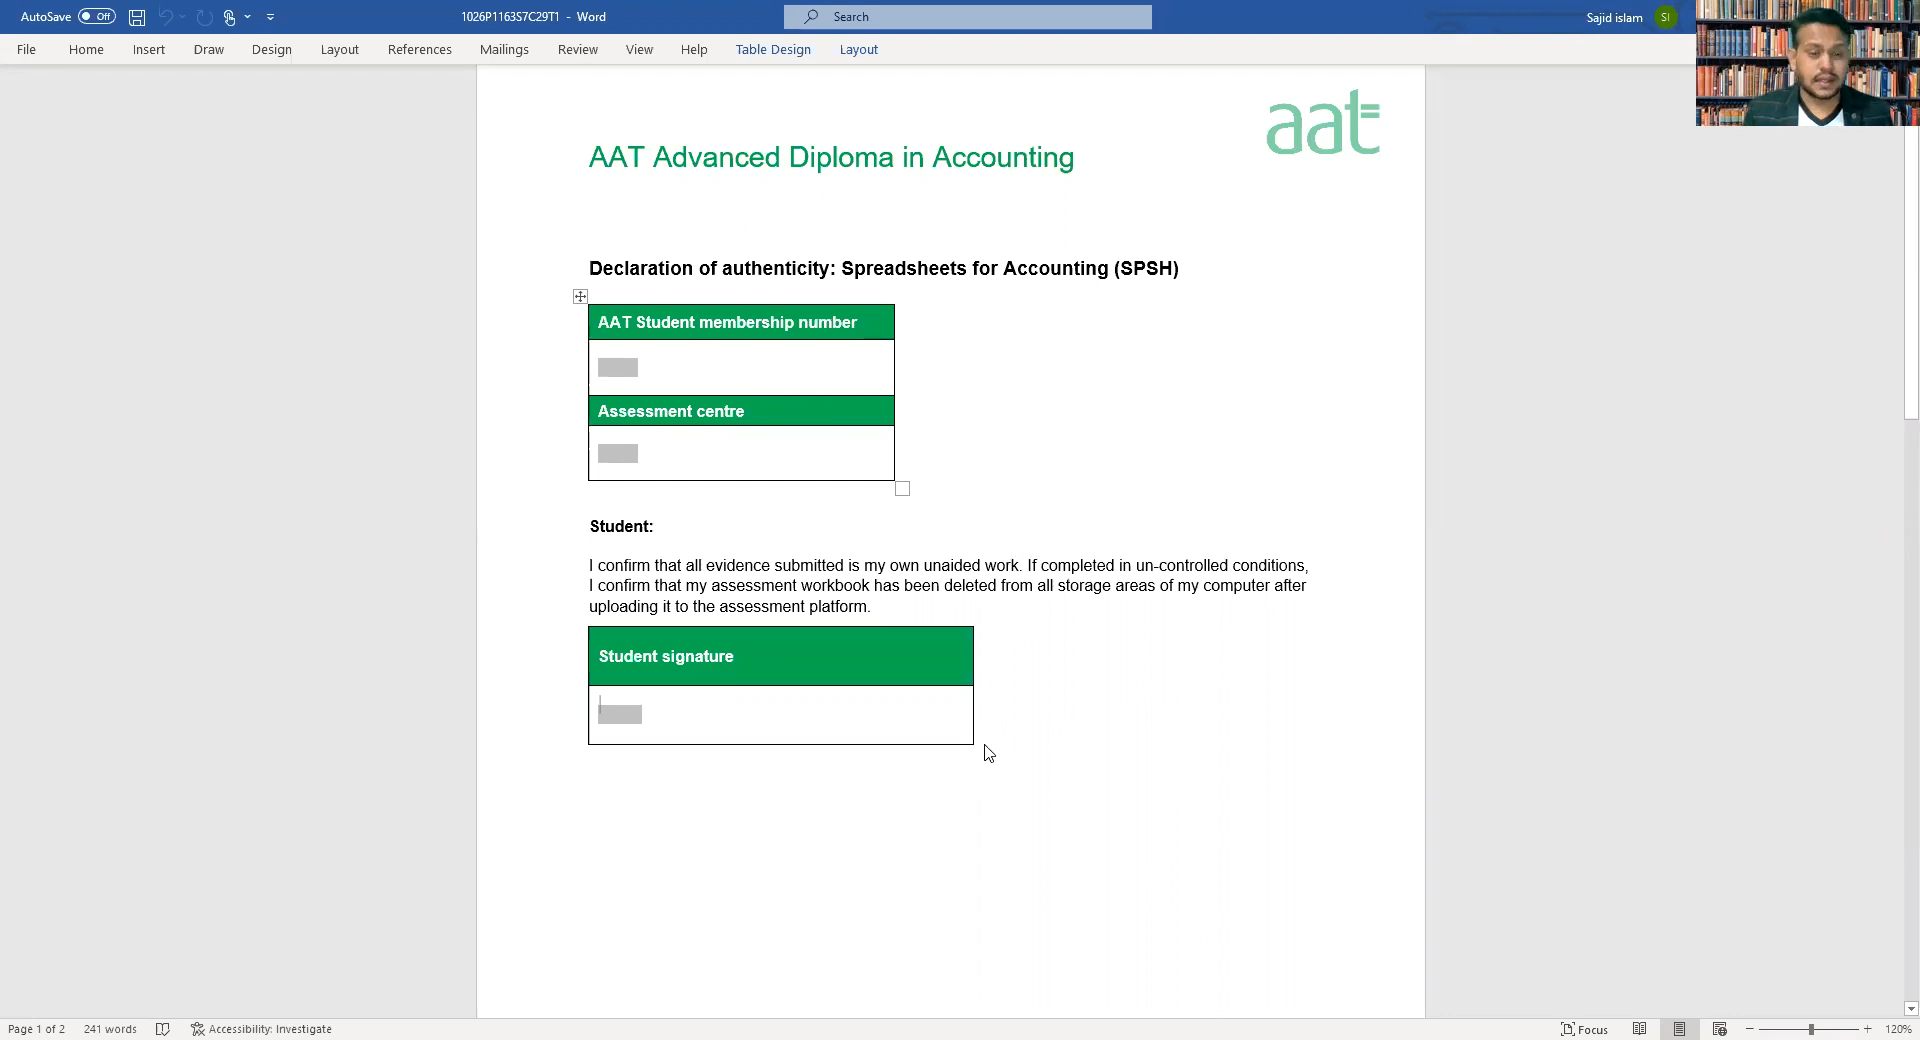 AutoSave Off
1026P1163S7C29T1 - Word
Search
Sajid islam SI
File Home Insert Draw Design Layout References Mailings Review View Help Table Design Layout
aat
AAT Advanced Diploma in Accounting
Declaration of authenticity: Spreadsheets for Accounting (SPSH)
AAT Student membership number
Assessment centre
Student:
I confirm that all evidence submitted is my own unaided work. If completed in un-controlled conditions,
I confirm that my assessment workbook has been deleted from all storage areas of my computer after
uploading it to the assessment platform.
Student signature
Page 1 of 2 241 words Accessibility: Investigate Focus 120%